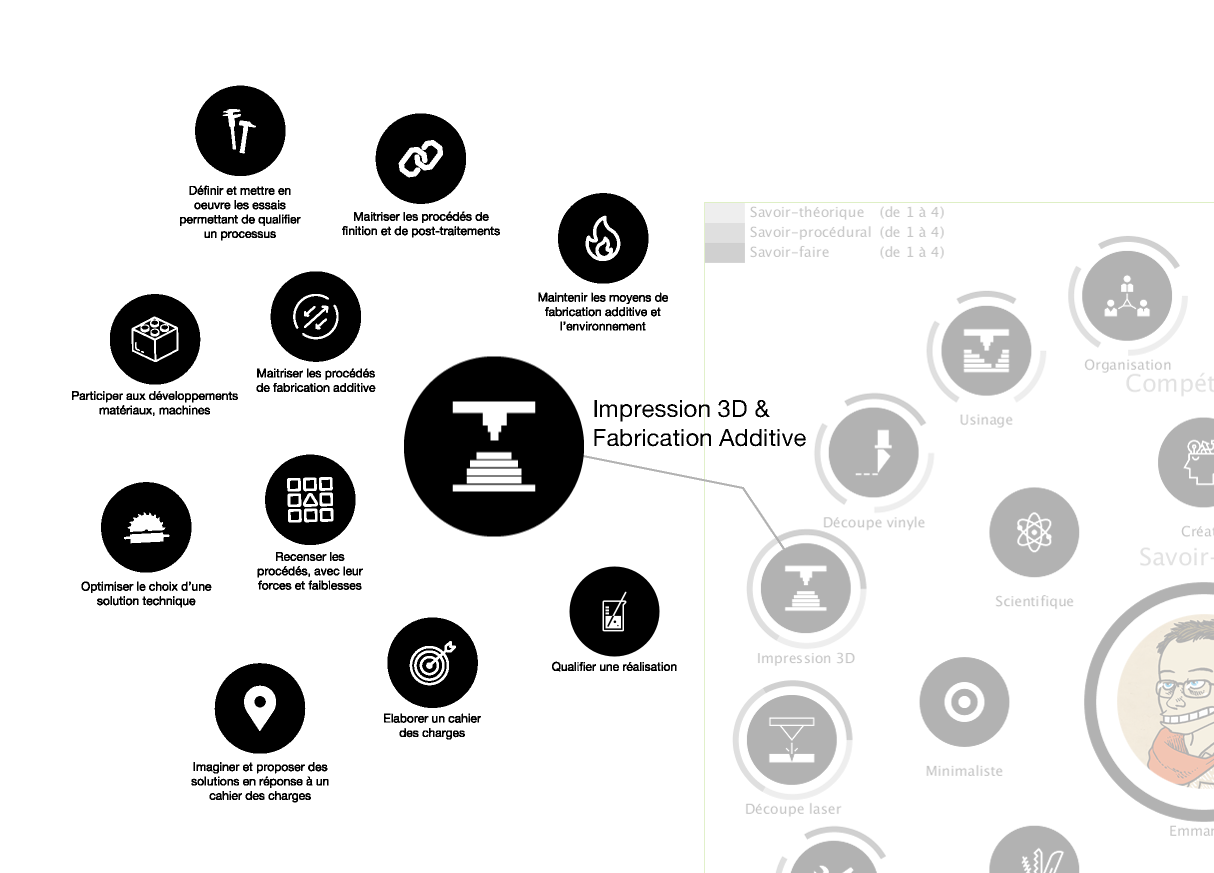 Définir et mettre en
oeuvre les essais
permettant de qualifier
un processus
Maitriser les procédés de
finition et de post-traitements
Maintenir les moyens de
fabrication additive et
l'environnement
Participer aux développements
matériaux, machines
Maitriser les procédés
de fabrication additive
Impression 3D &
Fabrication Additive
Optimiser le choix d'une
solution technique
Recenser les
procédés, avec leur
forces et faiblesses
Qualifier une réalisation
Elaborer un cahier
des charges
Imaginer et proposer des
solutions en réponse à un
cahier des charges
Savoir-théorique (de 1 à 4)
Savoir-procédural (de 1 à 4)
Savoir-faire (de 1 à 4)
Organisation
Compét
Usinage
Découpe vinyle
Créat
Savoir-
Scientifique
Impression 3D
Minimaliste
Découpe laser
Emmar